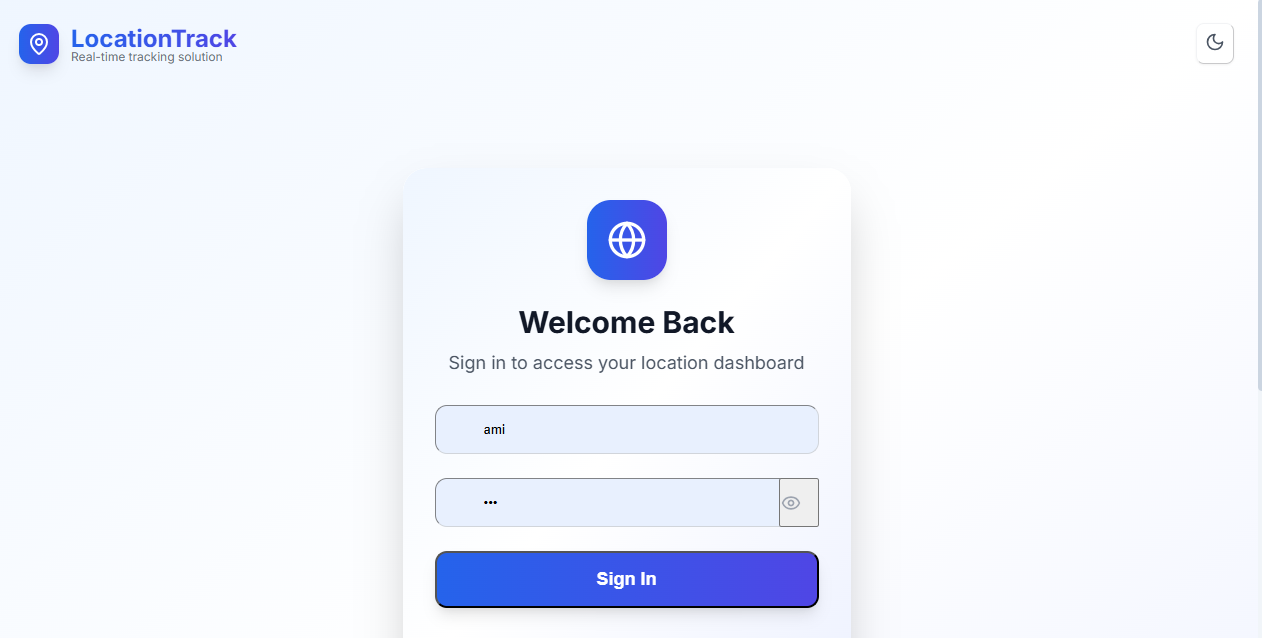 LocationTrack
Real-time tracking solution
Welcome Back
Sign in to access your location dashboard
ami
•••
Sign In